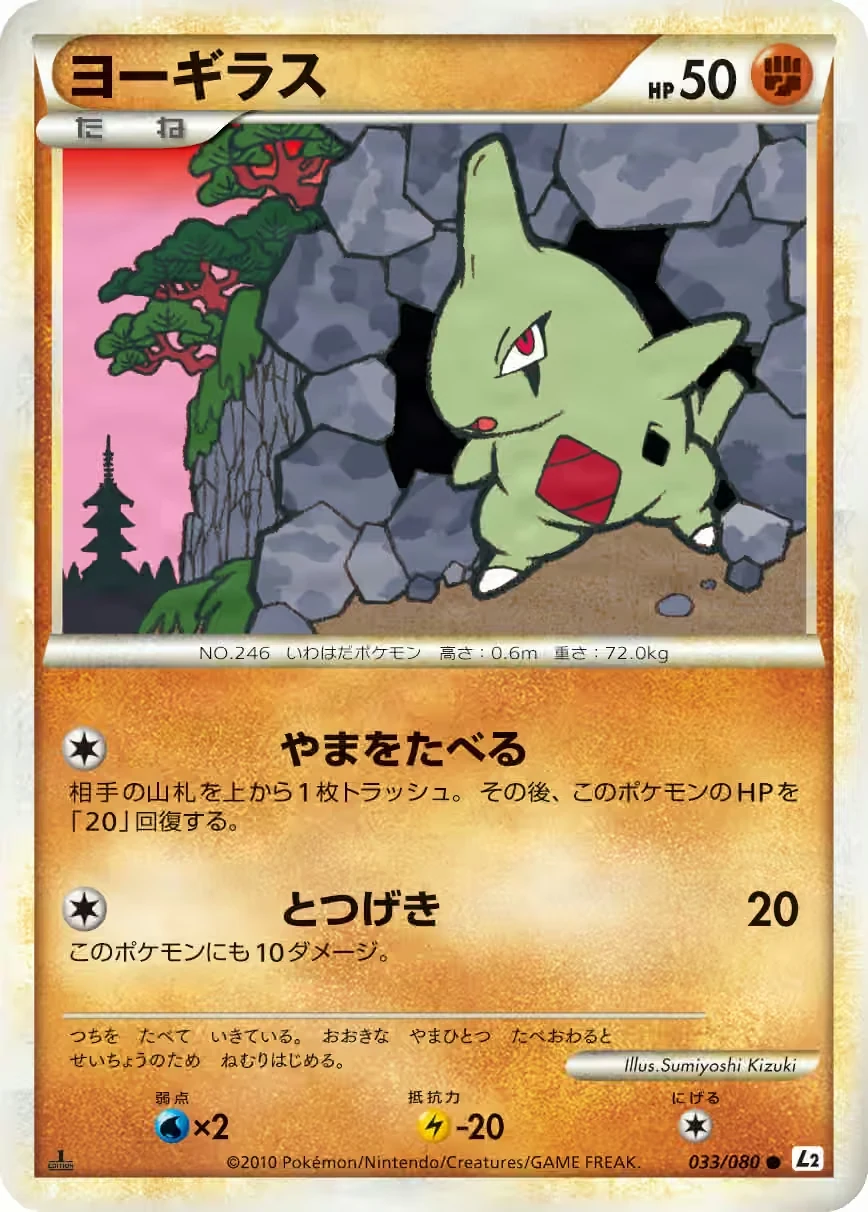 ヨーギラス
HP 50
たね
NO.246 いわはだポケモン 高さ：0.6m 重さ：72.0kg
やまをたべる
相手の山札を上から1枚トラッシュ。その後、このポケモンのHPを
「20」回復する。
とつげき 20
このポケモンにも10ダメージ。
つちを たべて いきている。 おおきな やまひとつ たべおわると
せいちょうのため ねむりはじめる。
Illus.Sumiyoshi Kizuki
弱点 抵抗力 にげる
×2 -20
1 EDITION ©2010 Pokémon/Nintendo/Creatures/GAME FREAK. 033/080 ● L2